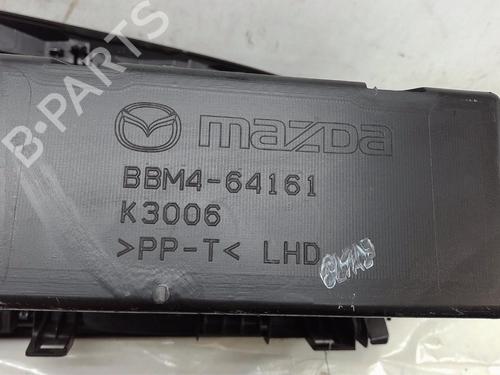 mazda
BBM4-64161
K3006
>PP-T< LHD
B-PARTS